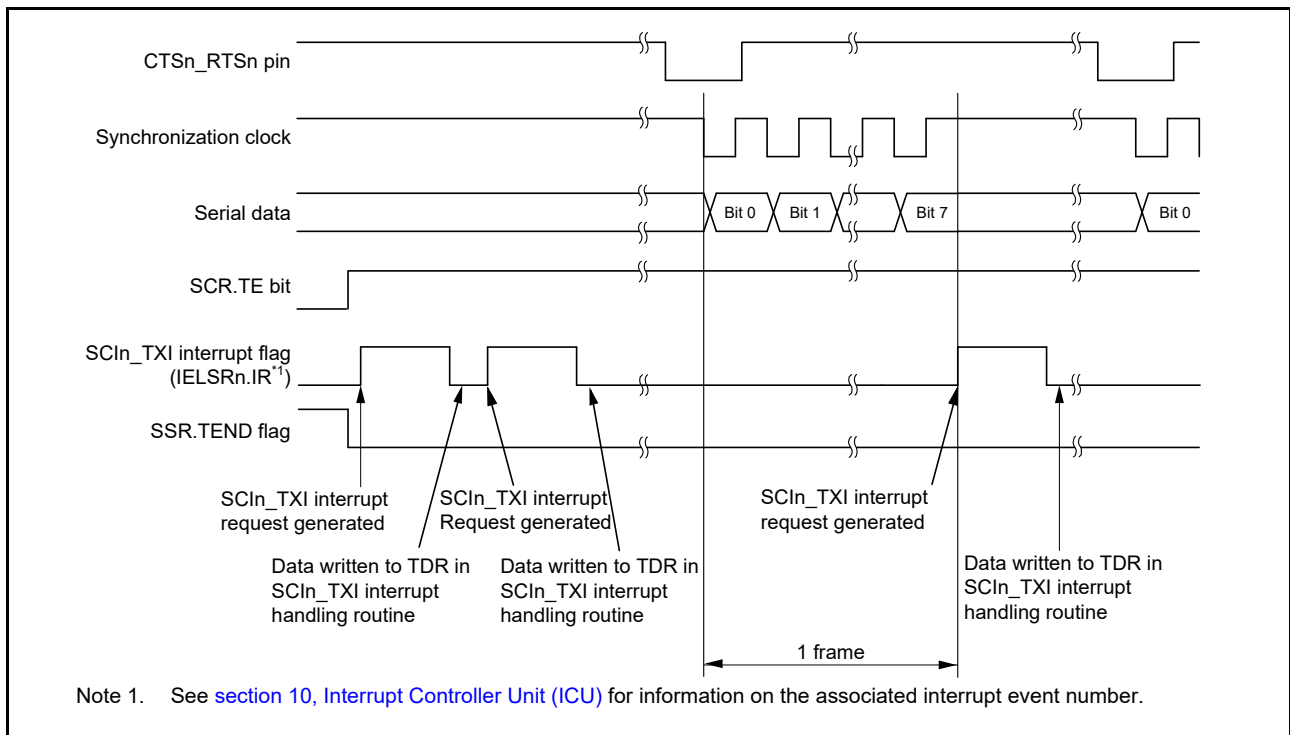 CTSn_RTSn pin
Synchronization clock
Serial data
Bit 0
Bit 1
Bit 7
Bit 0
SCR.TE bit
SCIn_TXI interrupt flag
(IELSRn.IR*1)
SSR.TEND flag
SCIn_TXI interrupt
request generated
SCIn_TXI interrupt
Request generated
SCIn_TXI interrupt
request generated
Data written to TDR in
SCIn_TXI interrupt
handling routine
Data written to TDR in
SCIn_TXI interrupt
handling routine
Data written to TDR in
SCIn_TXI interrupt
handling routine
1 frame
Note 1. See section 10, Interrupt Controller Unit (ICU) for information on the associated interrupt event number.